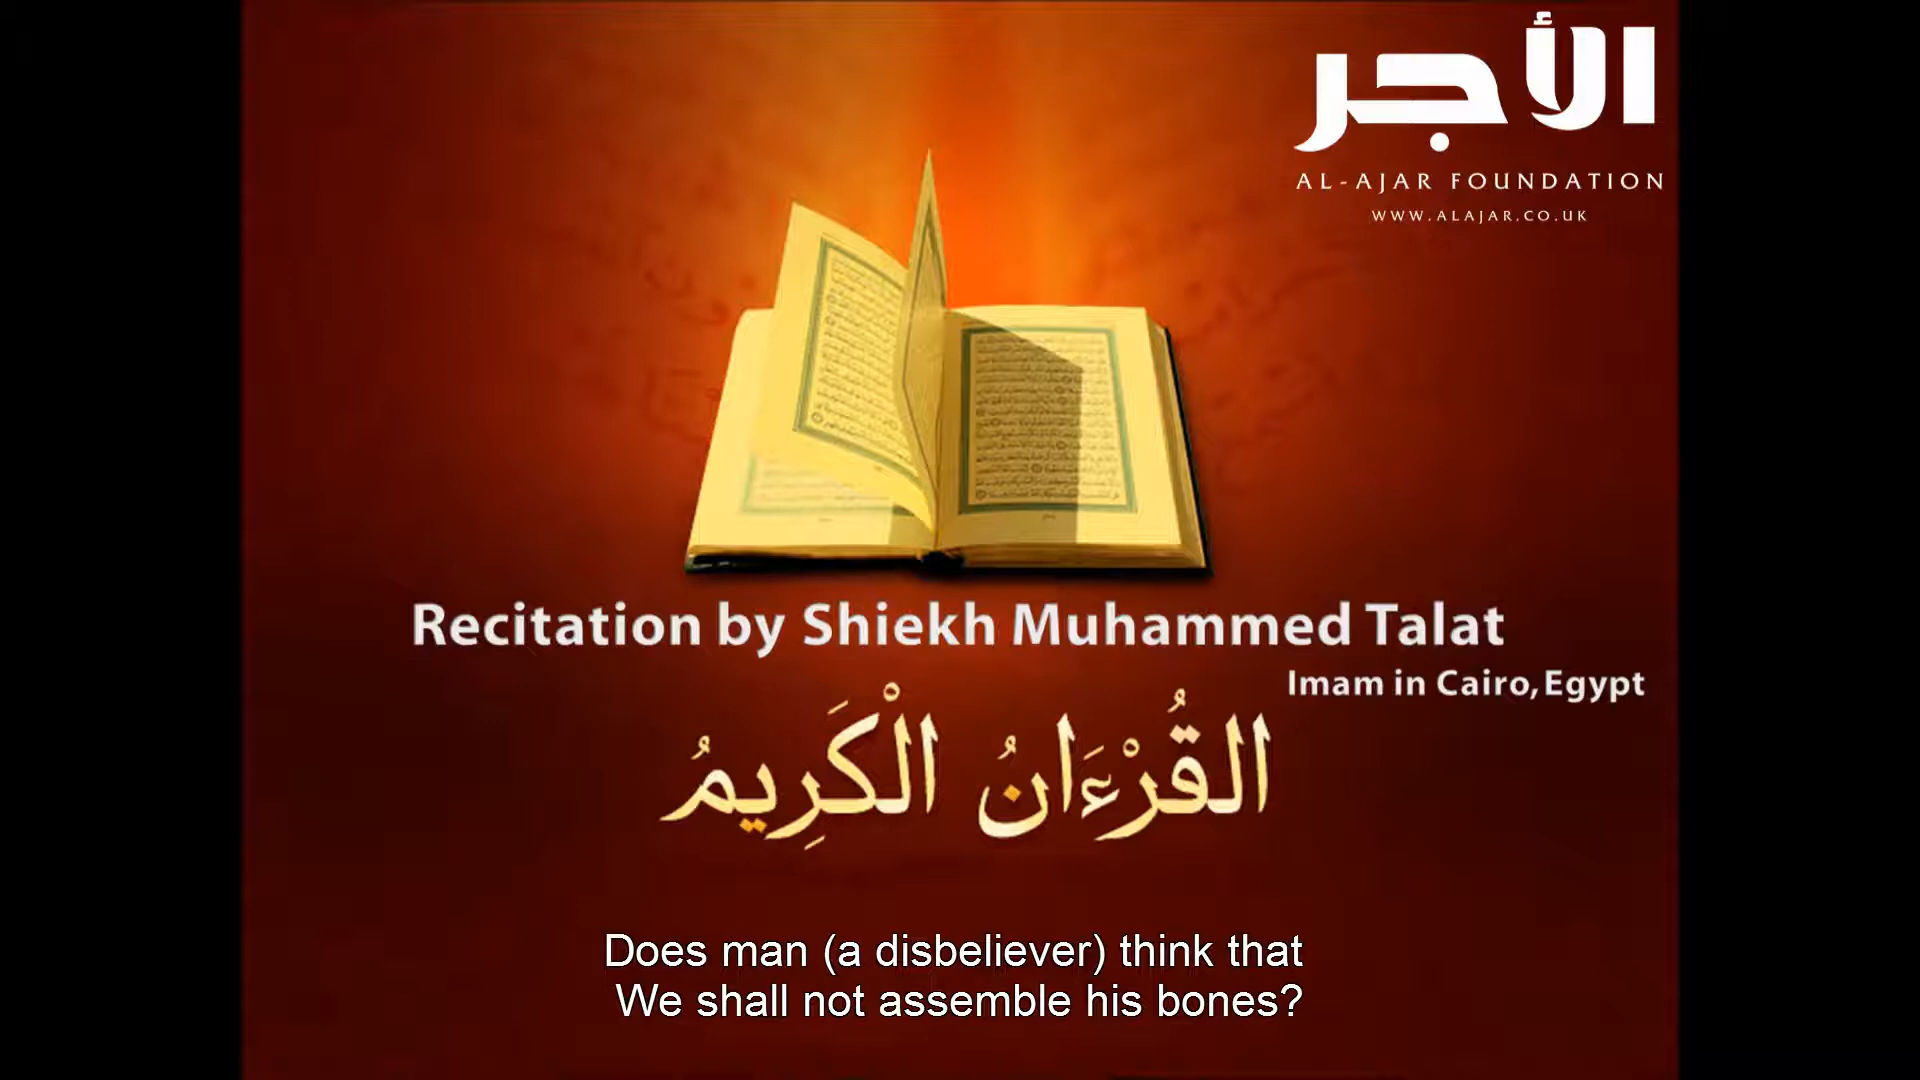 الأجر
AL-AJAR FOUNDATION
WWW.ALAJAR.CO.UK
Recitation by Shiekh Muhammed Talat
Imam in Cairo, Egypt
القُرْءَانُ الْكَرِيمُ
Does man (a disbeliever) think that
We shall not assemble his bones?